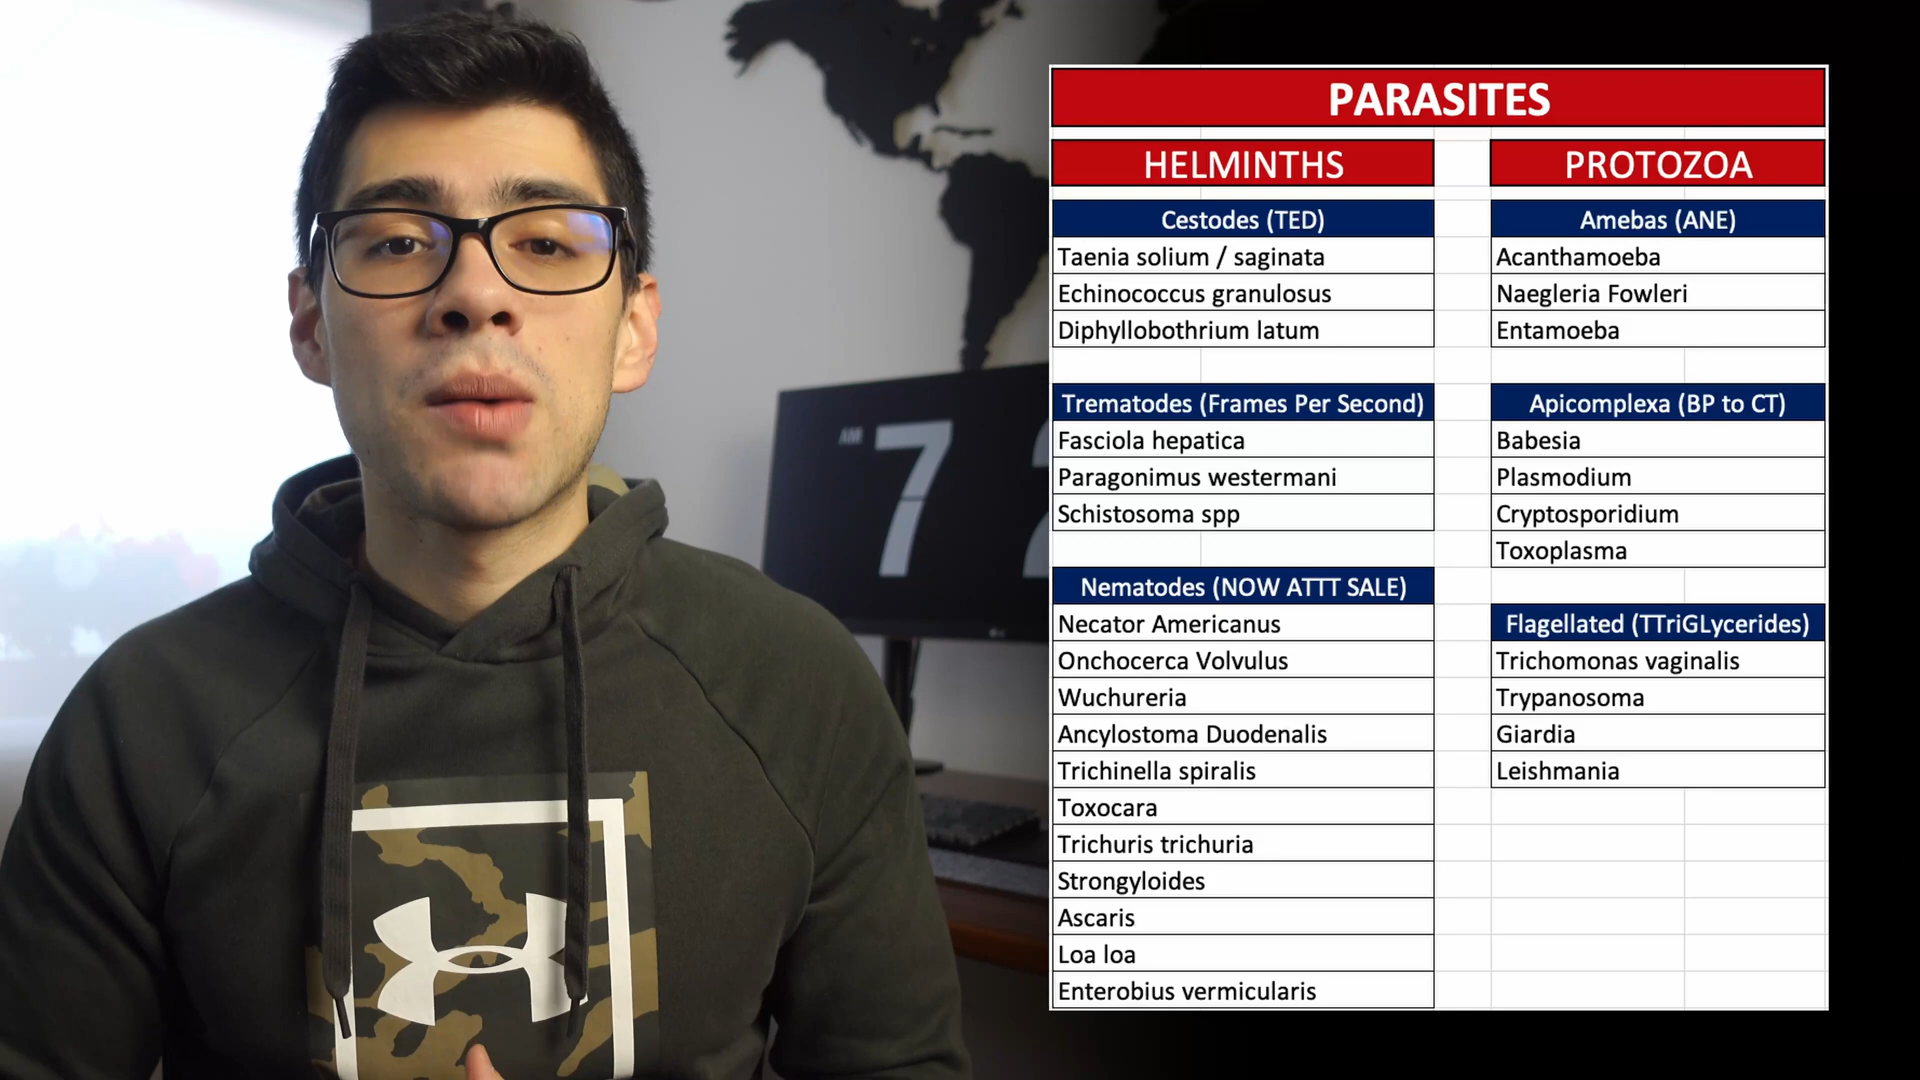 AM
7
PARASITES
HELMINTHS
Cestodes (TED)
Taenia solium / saginata
Echinococcus granulosus
Diphyllobothrium latum
Trematodes (Frames Per Second)
Fasciola hepatica
Paragonimus westermani
Schistosoma spp
Nematodes (NOW ATTT SALE)
Necator Americanus
Onchocerca Volvulus
Wuchureria
Ancylostoma Duodenalis
Trichinella spiralis
Toxocara
Trichuris trichuria
Strongyloides
Ascaris
Loa loa
Enterobius vermicularis
PROTOZOA
Amebas (ANE)
Acanthamoeba
Naegleria Fowleri
Entamoeba
Apicomplexa (BP to CT)
Babesia
Plasmodium
Cryptosporidium
Toxoplasma
Flagellated (TTriGLycerides)
Trichomonas vaginalis
Trypanosoma
Giardia
Leishmania